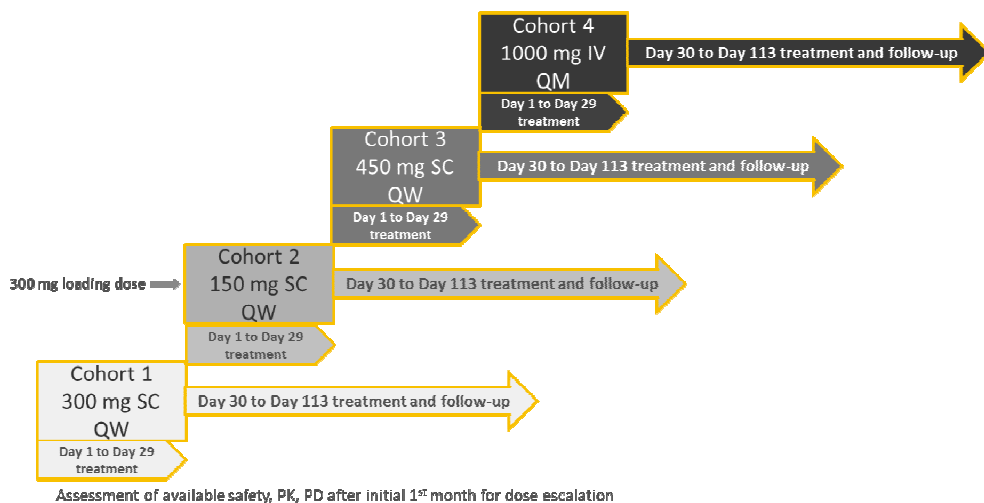 Cohort 4
1000 mg IV
QM
Day 30 to Day 113 treatment and follow-up
Day 1 to Day 29
treatment
Cohort 3
450 mg SC
QW
Day 30 to Day 113 treatment and follow-up
Day 1 to Day 29
treatment
300 mg loading dose
Cohort 2
150 mg SC
QW
Day 30 to Day 113 treatment and follow-up
Day 1 to Day 29
treatment
Cohort 1
300 mg SC
QW
Day 30 to Day 113 treatment and follow-up
Day 1 to Day 29
treatment
Assessment of available safety, PK, PD after initial 1ST month for dose escalation